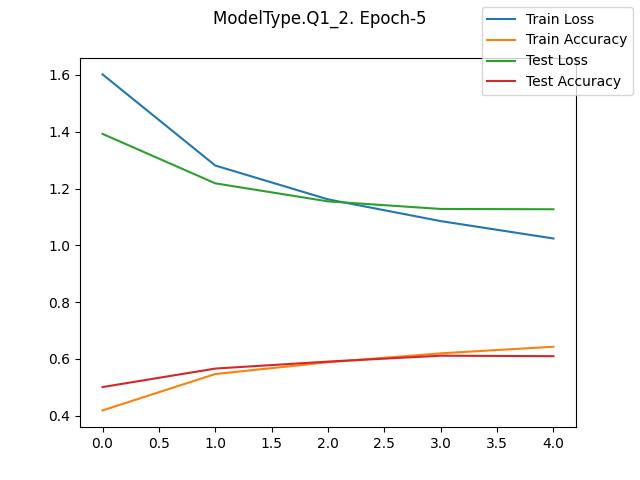 ModelType.Q1_2. Epoch-5
Train Loss
Train Accuracy
Test Loss
Test Accuracy
1.6
1.4
1.2
1.0
0.8
0.6
0.4
0.0 0.5 1.0 1.5 2.0 2.5 3.0 3.5 4.0